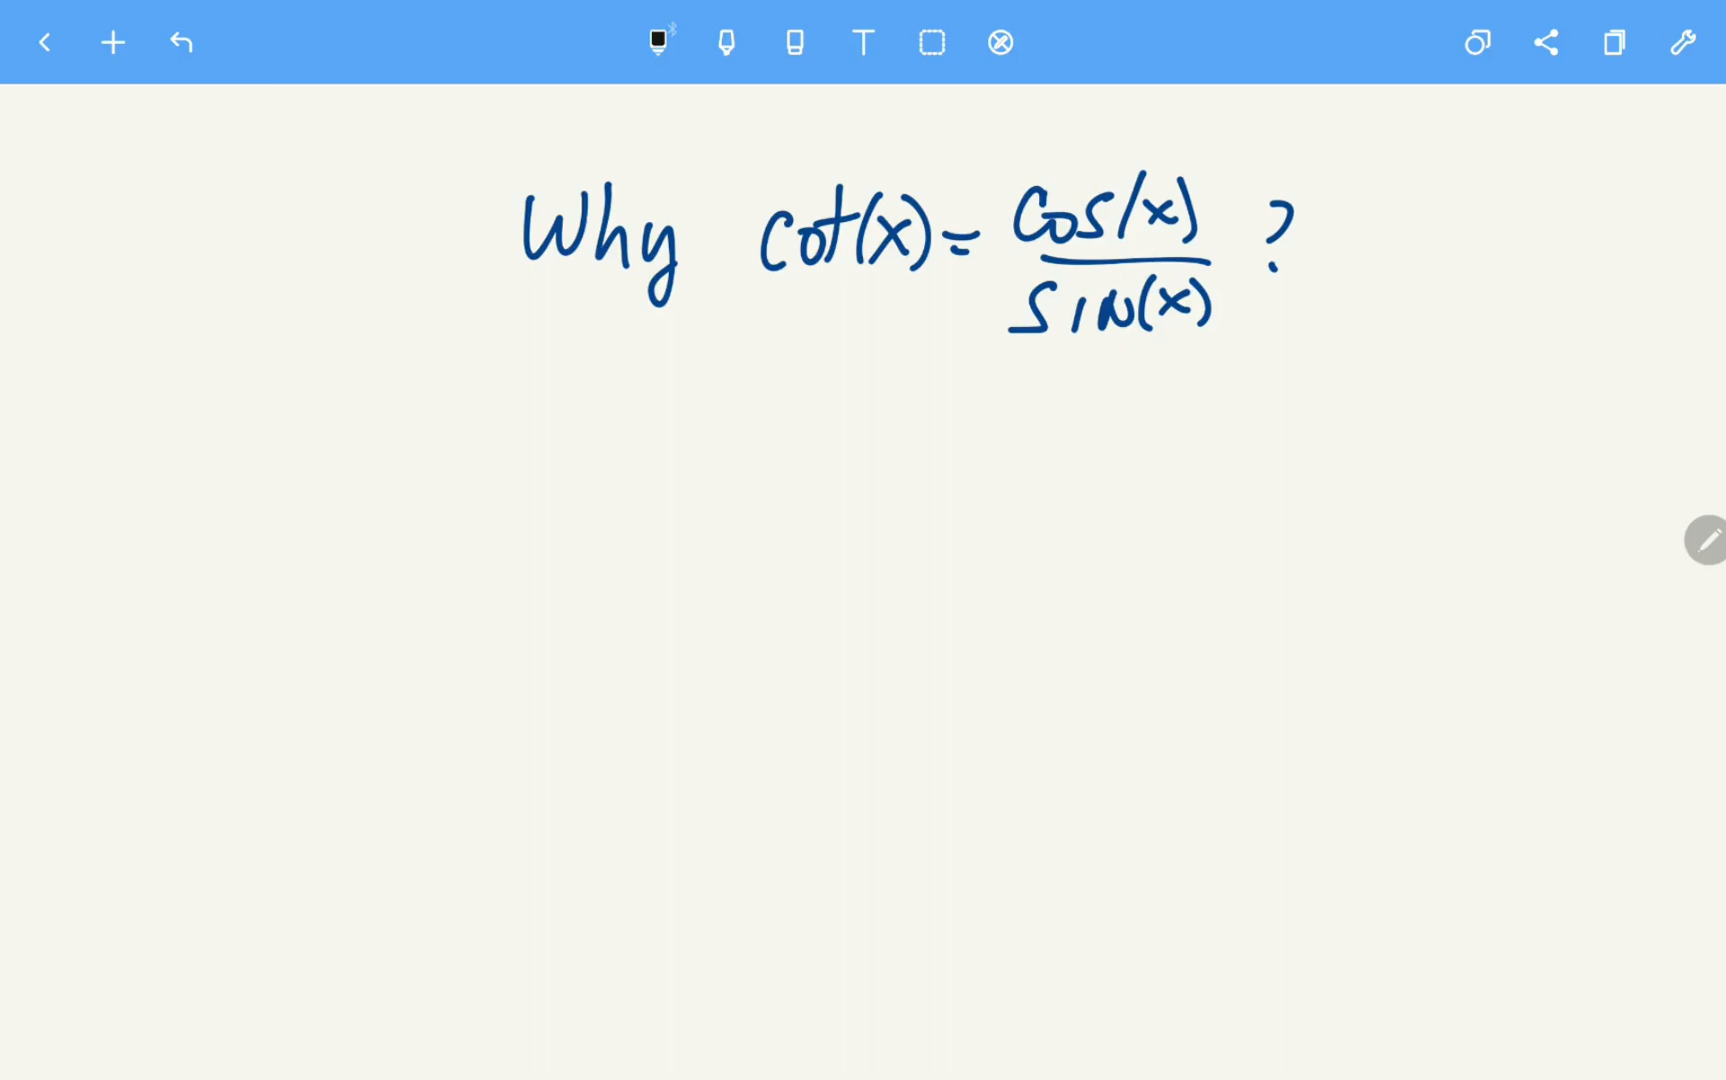 Why cot(x) = cos(x) / sin(x) ?